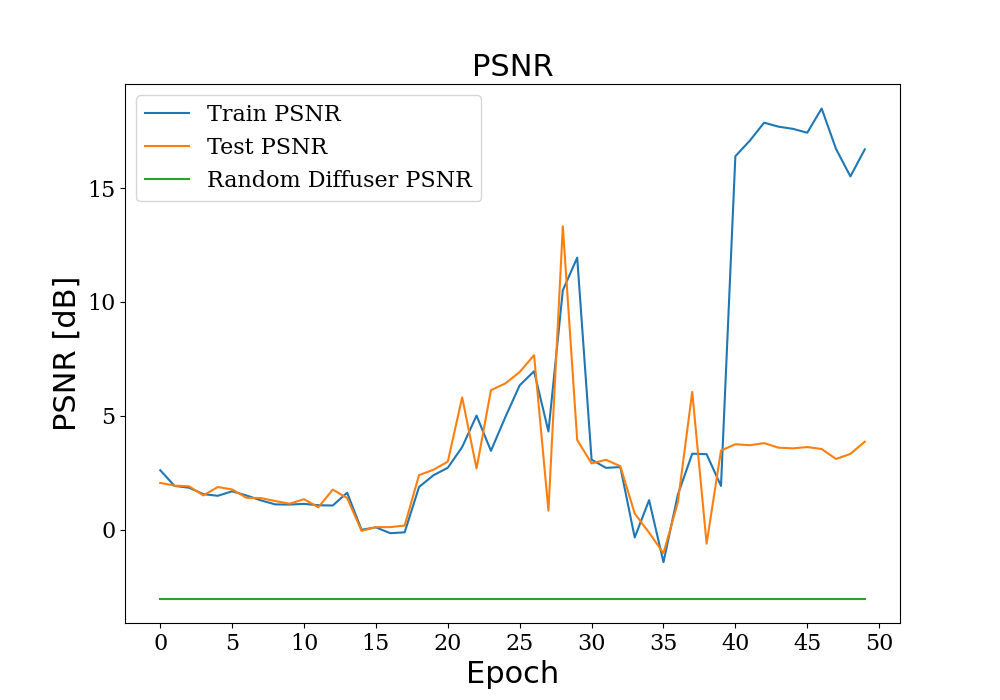 PSNR
Train PSNR
Test PSNR
Random Diffuser PSNR
15
10
5
0
PSNR [dB]
0 5 10 15 20 25 30 35 40 45 50
Epoch